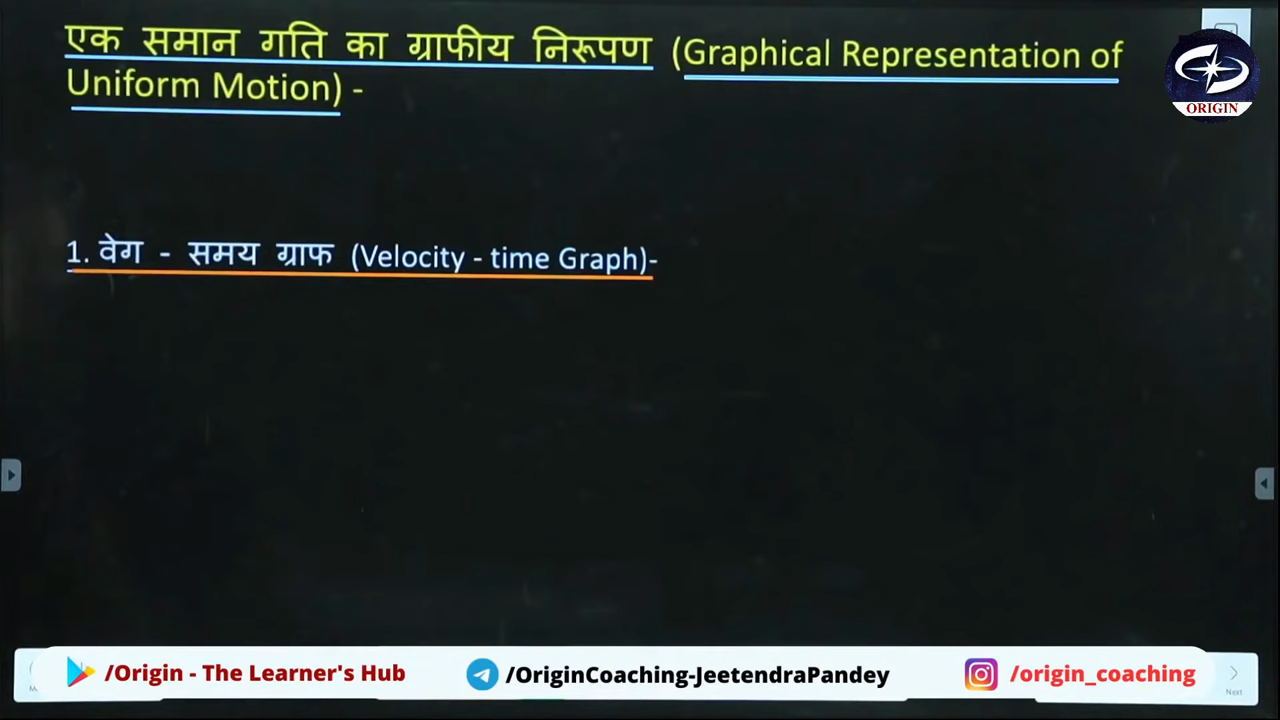 एक समान गति का ग्राफीय निरूपण (Graphical Representation of
Uniform Motion) -
ORIGIN
1. वेग - समय ग्राफ (Velocity - time Graph)-
/Origin - The Learner's Hub
/OriginCoaching-JeetendraPandey
/origin_coaching
Next